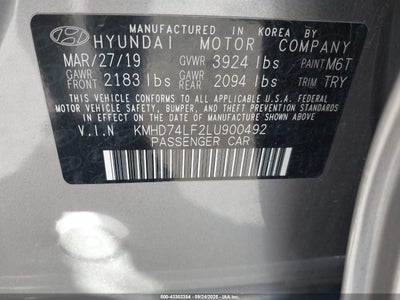 MANUFACTURED IN KOREA BY
HYUNDAI MOTOR COMPANY
MAR/27/19 GVWR 3924 lbs PAINT M6T
GAWR FRONT 2183 lbs GAWR REAR 2094 lbs TRIM TRY
THIS VEHICLE CONFORMS TO ALL APPLICABLE U.S.A. FEDERAL
MOTOR VEHICLE SAFETY, BUMPER, AND THEFT PREVENTION
STANDARDS IN EFFECT ON THE DATE OF MANUFACTURE SHOWN ABOVE.
V.I.N KMHD74LF2LU900492
PASSENGER CAR
000-43302384 - 09/24/2025 - IAAI.COM